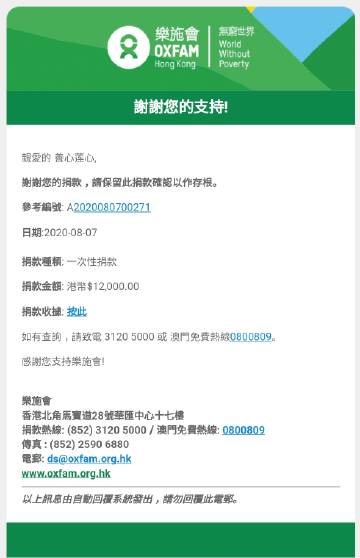 樂施會
OXFAM
Hong Kong
無窮世界
World
Without
Poverty
謝謝您的支持!
親愛的 善心蓮心,
謝謝您的捐款，請保留此捐款確認以作存根。
參考編號: A2020080700271
日期:2020-08-07
捐款種類: 一次性捐款
捐款金額: 港幣$12,000.00
捐款收據: 按此
如有查詢，請致電 3120 5000 或 澳門免費熱線0800809。
感謝您支持樂施會!
樂施會
香港北角馬寶道28號華匯中心十七樓
捐款熱線: (852) 3120 5000 / 澳門免費熱線: 0800809
傳真 : (852) 2590 6880
電郵: ds@oxfam.org.hk
www.oxfam.org.hk
以上訊息由自動回覆系統發出，請勿回覆此電郵。